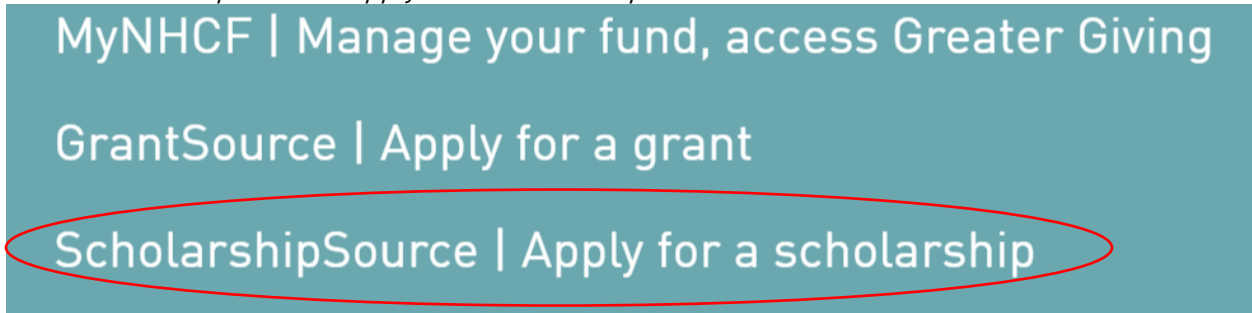 MyNHCF | Manage your fund, access Greater Giving
GrantSource | Apply for a grant
ScholarshipSource | Apply for a scholarship